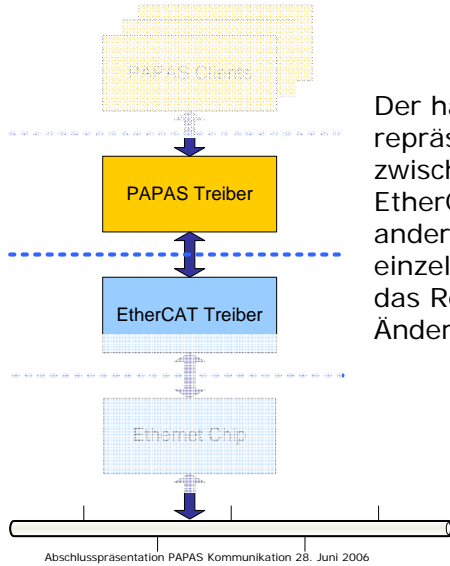 PAPAS Clients
PAPAS Treiber
EtherCAT Treiber
Ethernet Chip
Der ha
repräs
zwisch
EtherC
ander
einzel
das Re
Änder
Abschlusspräsentation PAPAS Kommunikation 28. Juni 2006